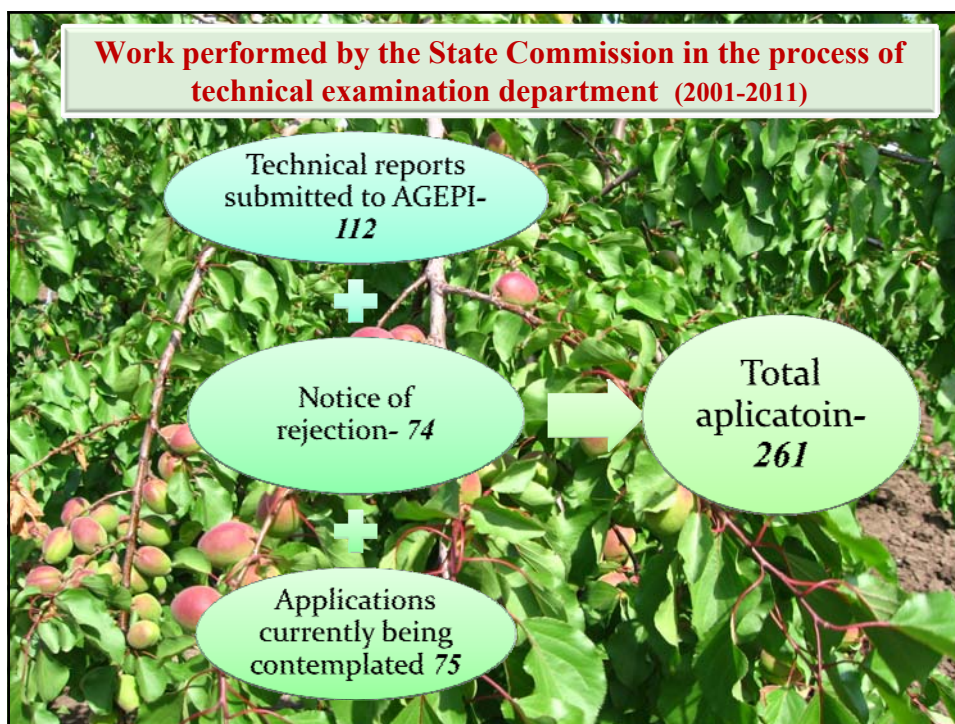 Work performed by the State Commission in the process of
technical examination department (2001-2011)
Technical reports
submitted to AGEPI-
112
Notice of
rejection- 74
Total
aplicatoin-
261
Applications
currently being
contemplated 75